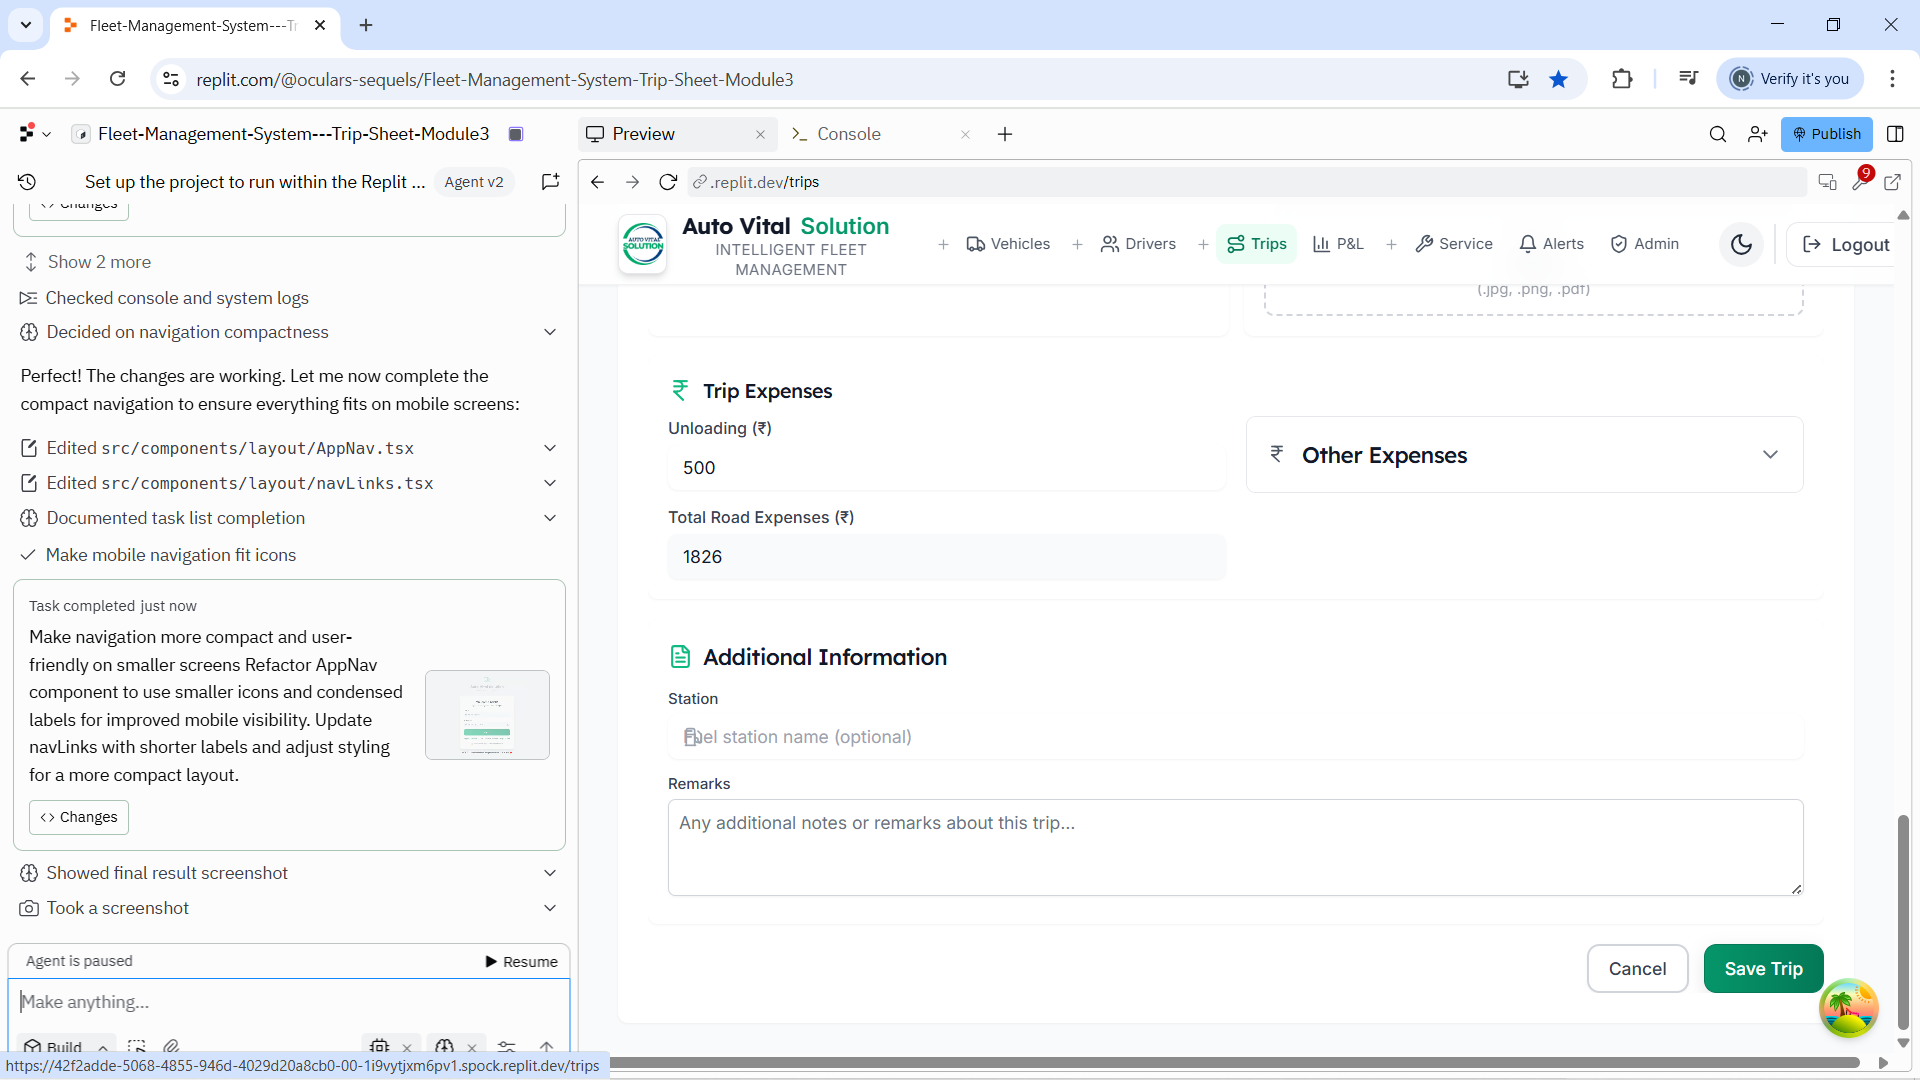 Fleet-Management-System---Tr
replit.com/@oculars-sequels/Fleet-Management-System-Trip-Sheet-Module3
N
Verify it's you
Fleet-Management-System---Trip-Sheet-Module3
Preview
Console
Publish
Set up the project to run within the Replit ...
Agent v2
.replit.dev/trips
9
Changes
Show 2 more
Checked console and system logs
Decided on navigation compactness
Perfect! The changes are working. Let me now complete the
compact navigation to ensure everything fits on mobile screens:
Edited src/components/layout/AppNav.tsx
Edited src/components/layout/navLinks.tsx
Documented task list completion
Make mobile navigation fit icons
Task completed just now
Make navigation more compact and user-
friendly on smaller screens Refactor AppNav
component to use smaller icons and condensed
labels for improved mobile visibility. Update
navLinks with shorter labels and adjust styling
for a more compact layout.
Changes
Showed final result screenshot
Took a screenshot
Agent is paused
Resume
Make anything...
Build
https://42f2adde-5068-4855-946d-4029d20a8cb0-00-1i9vytjxm6pv1.spock.replit.dev/trips
AUTO VITAL
SOLUTION
Auto Vital Solution
INTELLIGENT FLEET
MANAGEMENT
Vehicles
Drivers
Trips
P&L
Service
Alerts
Admin
Logout
(.jpg, .png, .pdf)
Trip Expenses
Unloading (₹)
500
Other Expenses
Total Road Expenses (₹)
1826
Additional Information
Station
Fuel station name (optional)
Remarks
Any additional notes or remarks about this trip...
Cancel
Save Trip